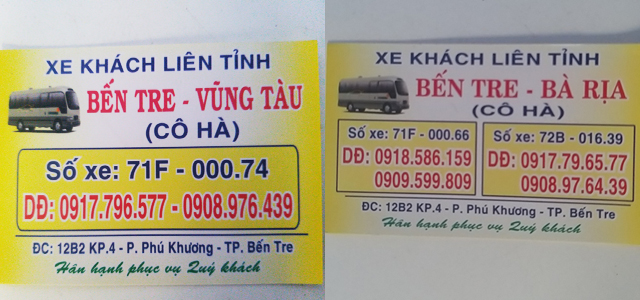 XE KHÁCH LIÊN TỈNH
BẾN TRE - VŨNG TÀU
(CÔ HÀ)
Số xe: 71F - 000.74
DĐ: 0917.796.577 - 0908.976.439
ĐC: 12B2 KP.4 - P. Phú Khương - TP. Bến Tre
Hân hạnh phục vụ Quý khách
XE KHÁCH LIÊN TỈNH
BẾN TRE - BÀ RỊA
(CÔ HÀ)
Số xe: 71F - 000.66
DĐ: 0918.586.159
0909.599.809
Số xe: 72B - 016.39
DĐ: 0917.79.65.77
0908.97.64.39
ĐC: 12B2 KP.4 - P. Phú Khương - TP. Bến Tre
Hân hạnh phục vụ Quý khách